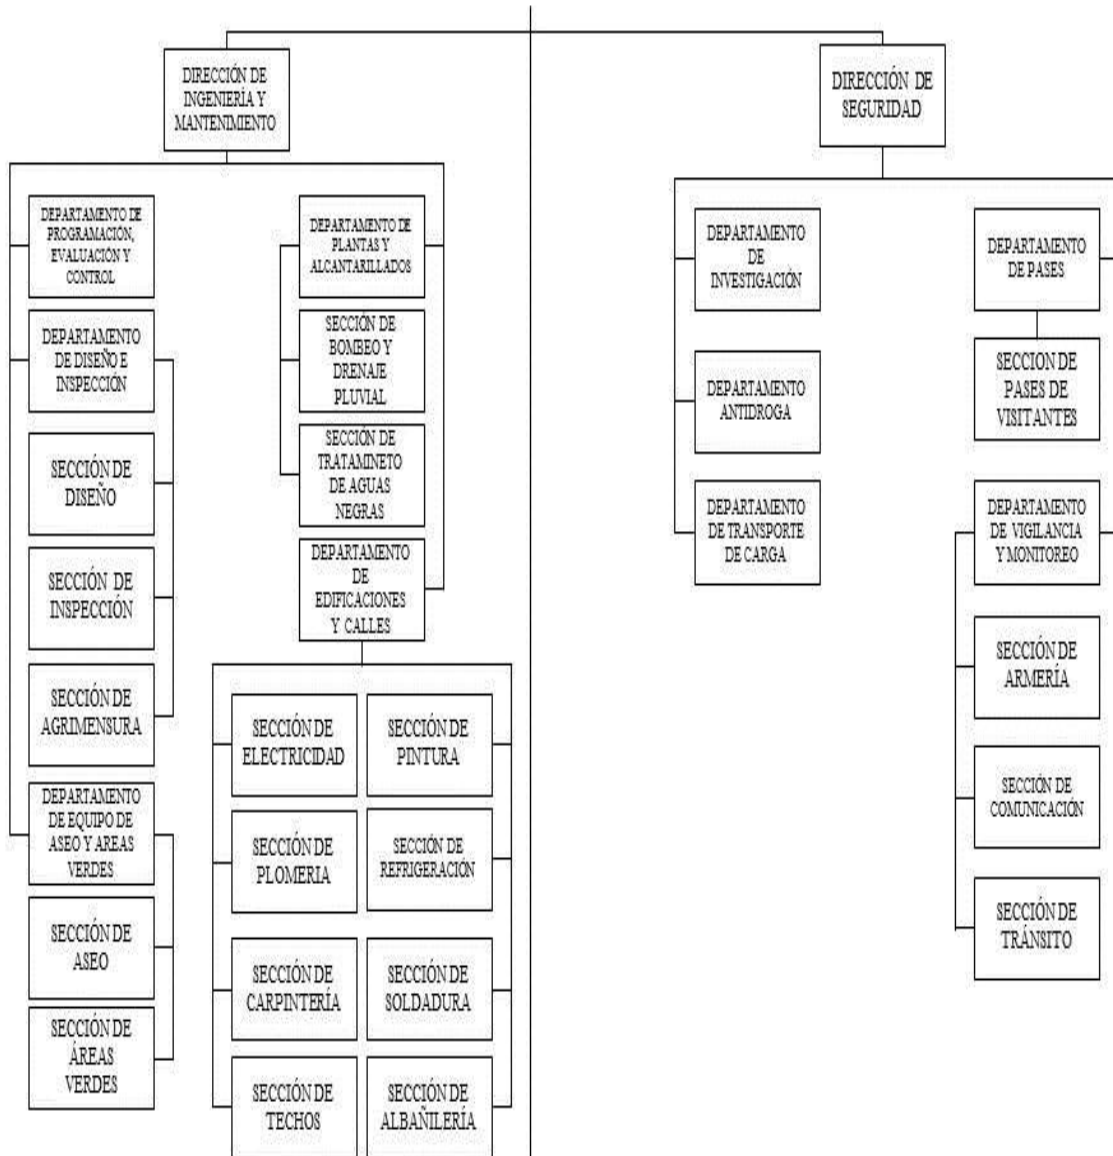 DIRECCIÓN DE
INGENIERÍA Y
MANTENIMIENTO
DEPARTAMENTO DE
PROGRAMACIÓN,
EVALUACIÓN Y
CONTROL
DEPARTAMENTO
DE DISEÑO E
INSPECCIÓN
SECCIÓN DE
DISEÑO
SECCIÓN DE
INSPECCIÓN
SECCIÓN DE
AGRIMENSURA
DEPARTAMENTO
DE EQUIPO DE
ASEO Y AREAS
VERDES
SECCIÓN DE
ASEO
SECCIÓN DE
ÁREAS
VERDES
DEPARTAMENTO DE
PLANTAS Y
ALCANTARILLADOS
SECCIÓN DE
BOMBEO Y
DRENAJE
PLUVIAL
SECCIÓN DE
TRATAMINETO
DE AGUAS
NEGRAS
DEPARTAMENTO
DE
EDIFICACIONES
Y CALLES
SECCIÓN DE
ELECTRICIDAD
SECCIÓN DE
PLOMERIA
SECCIÓN DE
CARPINTERÍA
SECCIÓN DE
TECHOS
SECCIÓN DE
PINTURA
SECCIÓN DE
REFRIGERACIÓN
SECCIÓN DE
SOLDADURA
SECCIÓN DE
ALBAÑILERÍA
DIRECCIÓN DE
SEGURIDAD
DEPARTAMENTO
DE
INVESTIGACIÓN
DEPARTAMENTO
ANTIDROGA
DEPARTAMENTO
DE TRANSPORTE
DE CARGA
DEPARTAMENTO
DE PASES
SECCION DE
PASES DE
VISITANTES
DEPARTAMENTO
DE VIGILANCIA
Y MONITOREO
SECCIÓN DE
ARMERÍA
SECCIÓN DE
COMUNICACIÓN
SECCIÓN DE
TRÁNSITO